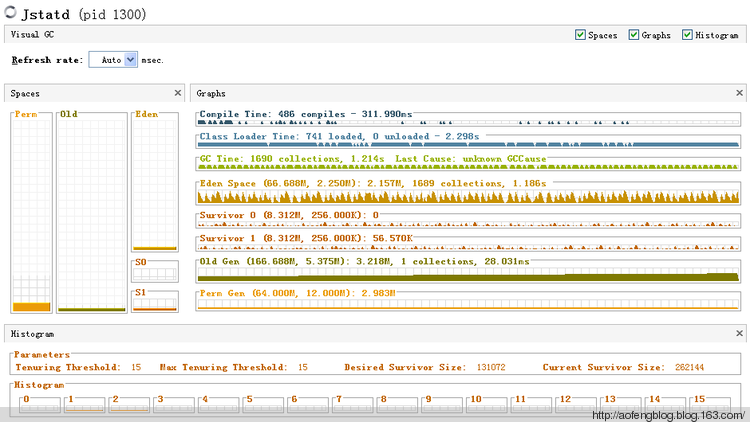 Jstatd (pid 1300)
Visual GC
Spaces Graphs Histogram
Refresh rate: Auto msec.
Spaces
Graphs
Perm Old Eden
S0
S1
Compile Time: 486 compiles - 311.990ms
Class Loader Time: 741 loaded, 0 unloaded - 2.298s
GC Time: 1690 collections, 1.214s Last Cause: unknown GCCause
Eden Space (66.688M, 2.250M): 2.157M, 1689 collections, 1.186s
Survivor 0 (8.312M, 256.000K): 0
Survivor 1 (8.312M, 256.000K): 56.570K
Old Gen (166.688M, 5.375M): 3.218M, 1 collections, 28.031ms
Perm Gen (64.000M, 12.000M): 2.983M
Histogram
Parameters
Tenuring Threshold: 15 Max Tenuring Threshold: 15 Desired Survivor Size: 131072 Current Survivor Size: 262144
Histogram
0 1 2 3 4 5 6 7 8 9 10 11 12 13 14 15
http://aofengblog.blog.163.com/